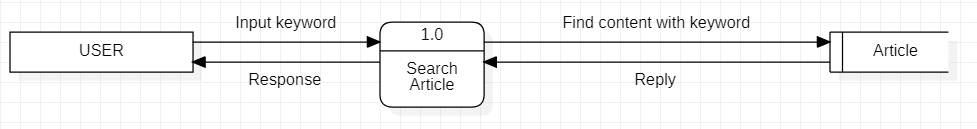 Input keyword
Find content with keyword
1.0
USER
Article
Search
Article
Response
Reply